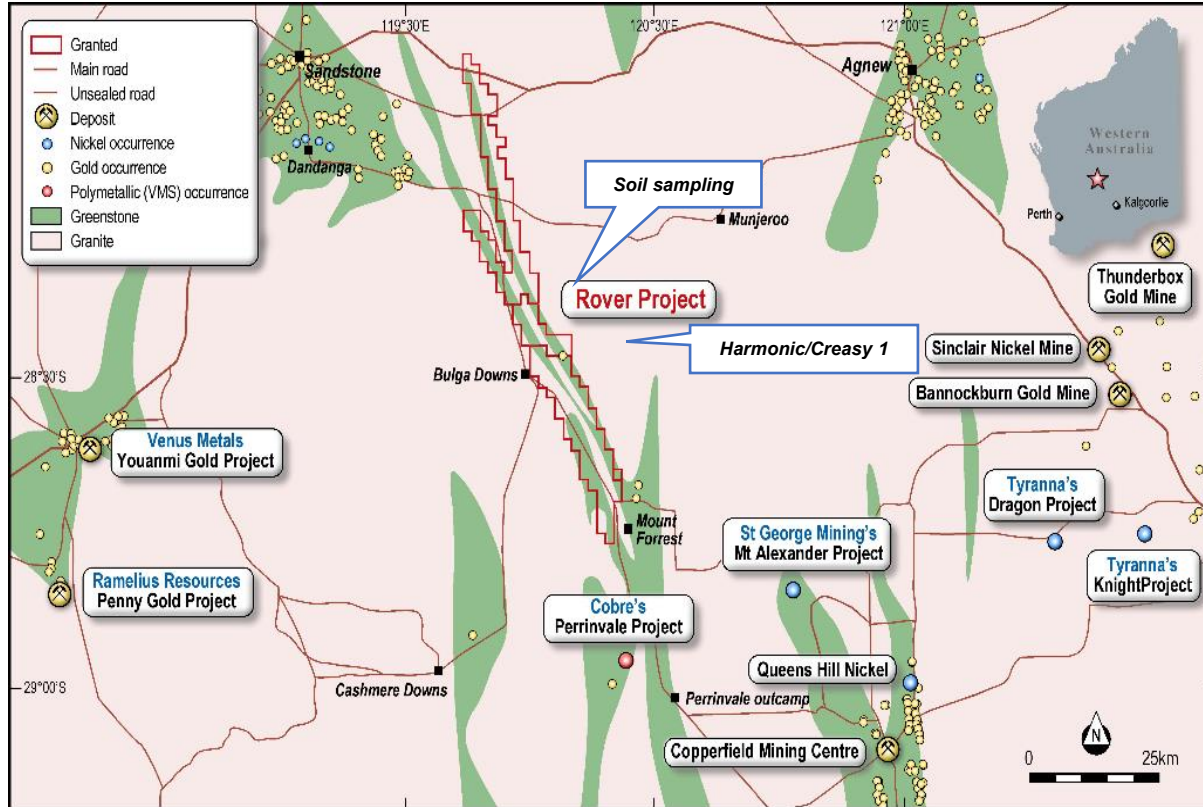 Granted
Main road
Unsealed road
Deposit
Nickel occurrence
Gold occurrence
Polymetallic (VMS) occurrence
Greenstone
Granite
119°30'E
120°30'E
121°00'E
Sandstone
Dandanga
Agnew
Western
Australia
Perth
Kalgoorlie
Soil sampling
Munjeroo
Thunderbox
Gold Mine
Rover Project
Harmonic/Creasy 1
Sinclair Nickel Mine
Bannockburn Gold Mine
28°30'S
Bulga Downs
Venus Metals
Youanmi Gold Project
Tyranna's
Dragon Project
Mount
Forrest
St George Mining's
Mt Alexander Project
Tyranna's
KnightProject
Ramelius Resources
Penny Gold Project
Cobre's
Perrinvale Project
29°00'S
Cashmere Downs
Queens Hill Nickel
Perrinvale outcamp
Copperfield Mining Centre
N
0 25km